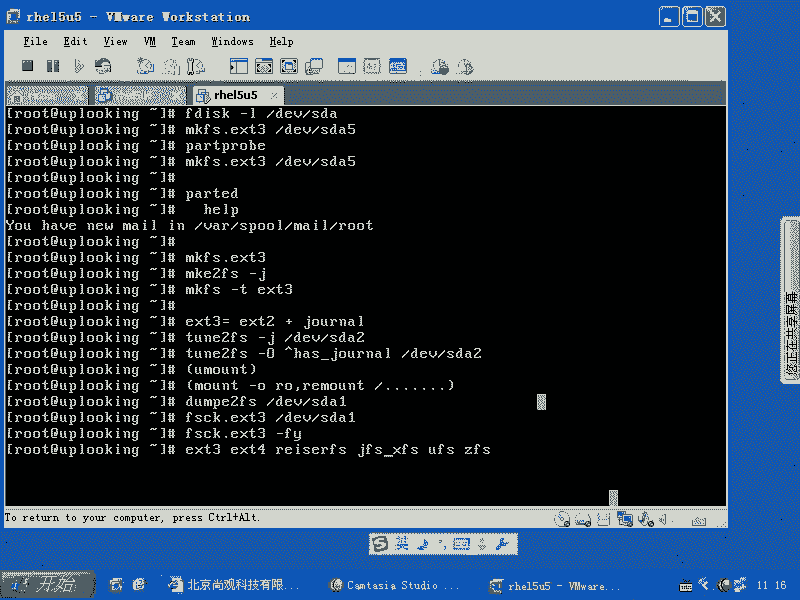 rhel5u5 - VMware Workstation
File Edit View VM Team Windows Help
rhel5u5
[root@uplooking ~]# fdisk -l /dev/sda
[root@uplooking ~]# mkfs.ext3 /dev/sda5
[root@uplooking ~]# partprobe
[root@uplooking ~]# mkfs.ext3 /dev/sda5
[root@uplooking ~]#
[root@uplooking ~]# parted
[root@uplooking ~]#   help
You have new mail in /var/spool/mail/root
[root@uplooking ~]#
[root@uplooking ~]# mkfs.ext3
[root@uplooking ~]# mke2fs -j
[root@uplooking ~]# mkfs -t ext3
[root@uplooking ~]#
[root@uplooking ~]# ext3= ext2 + journal
[root@uplooking ~]# tune2fs -j /dev/sda2
[root@uplooking ~]# tune2fs -O ^has_journal /dev/sda2
[root@uplooking ~]# (umount)
[root@uplooking ~]# (mount -o ro,remount /.......)
[root@uplooking ~]# dumpe2fs /dev/sda1
[root@uplooking ~]# fsck.ext3 /dev/sda1
[root@uplooking ~]# fsck.ext3 -fy
[root@uplooking ~]# ext3 ext4 reiserfs jfs_xfs ufs zfs
To return to your computer, press Ctrl+Alt.
您正在共享屏幕
英
开始
北京尚观科技有限...
Camtasia Studio ...
rhel5u5 - VMware...
11 16